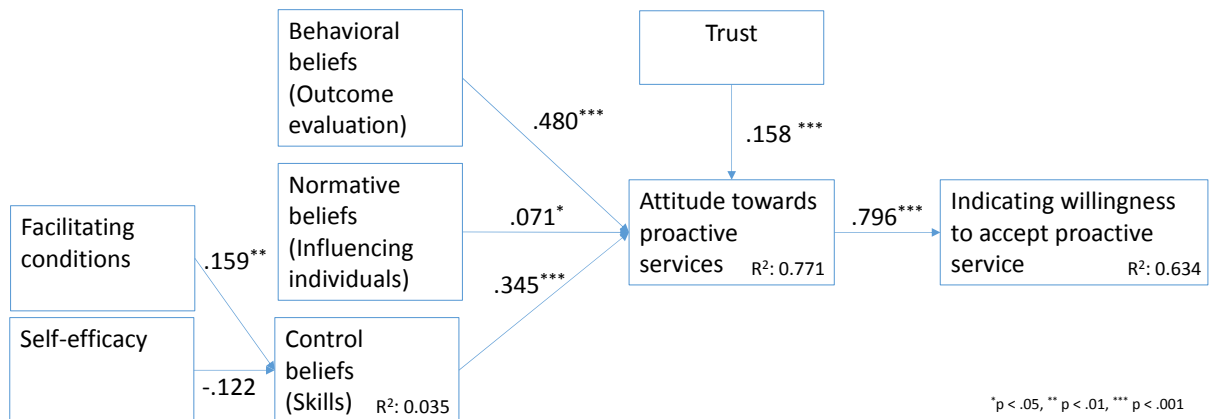 Behavioral
beliefs
(Outcome
evaluation)
Trust
.480***
.158 ***
Normative
beliefs
(Influencing
individuals)
.071*
Attitude towards
proactive
services
R²: 0.771
.796***
Indicating willingness
to accept proactive
service
R²: 0.634
Facilitating
conditions
.159**
.345***
Self-efficacy
-.122
Control
beliefs
(Skills)
R²: 0.035
*p < .05, ** p < .01, *** p < .001